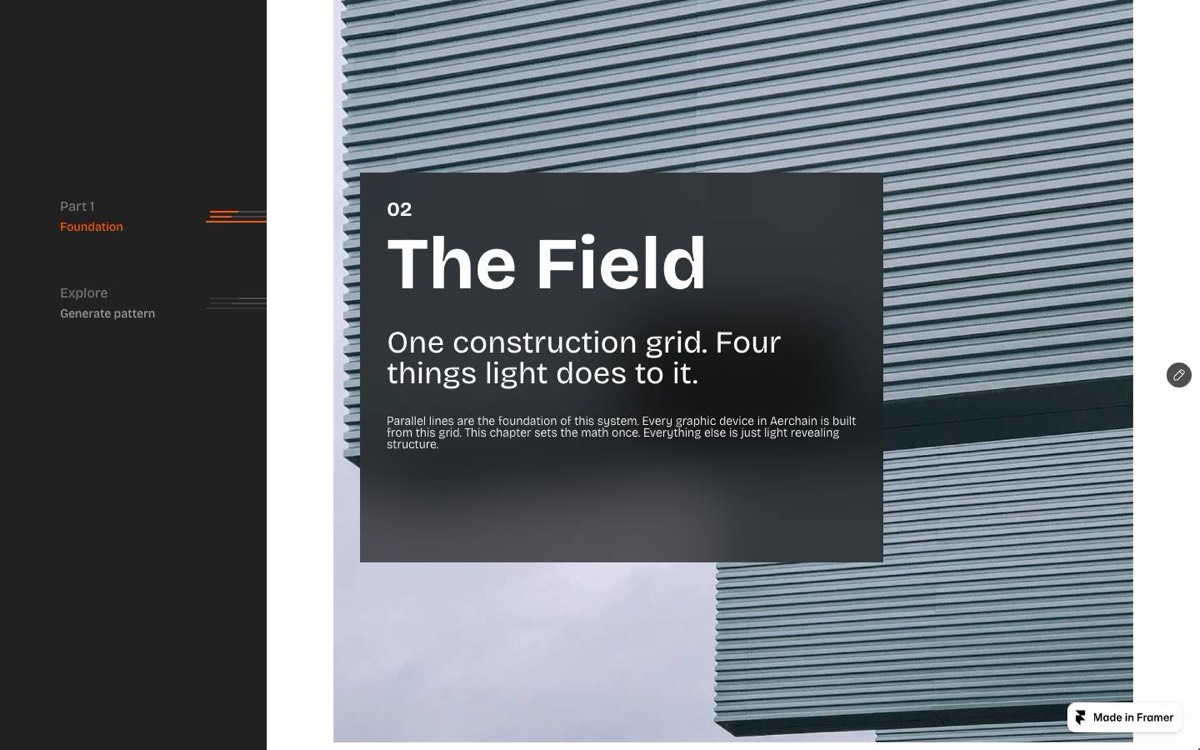 Part 1
Foundation
Explore
Generate pattern
02
The Field
One construction grid. Four
things light does to it.
Parallel lines are the foundation of this system. Every graphic device in Aerchain is built
from this grid. This chapter sets the math once. Everything else is just light revealing
structure.
Made in Framer